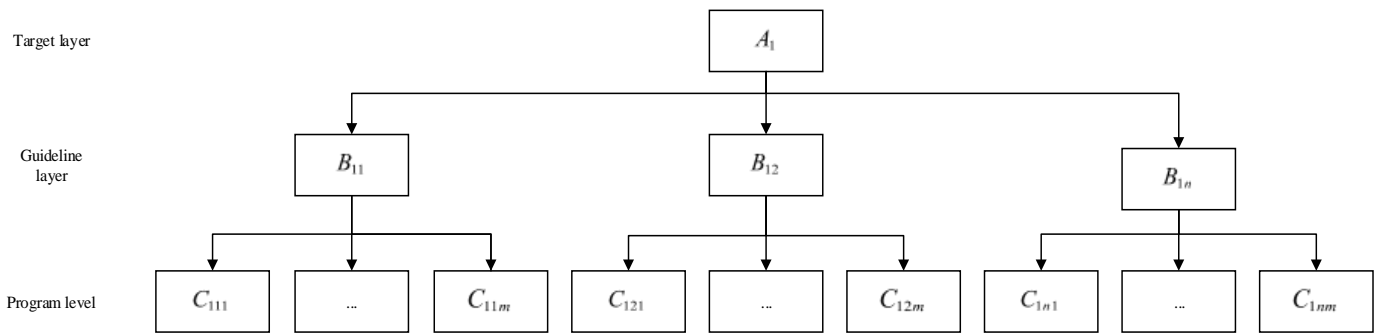 Target layer
A₁
Guideline
layer
B₁₁
B₁₂
B₁ₙ
Program level
C₁₁₁
...
C₁₁ₘ
C₁₂₁
...
C₁₂ₘ
C₁ₙ₁
...
C₁ₙₘ